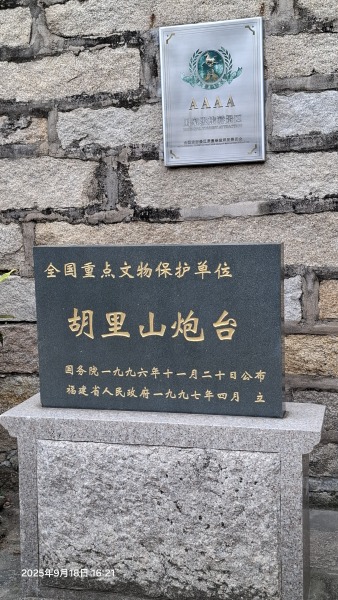 AAAA
全国重点文物保护单位
胡里山炮台
国务院一九九六年十一月二十日公布
福建省人民政府一九九七年四月 立
2025年9月18日 16:21